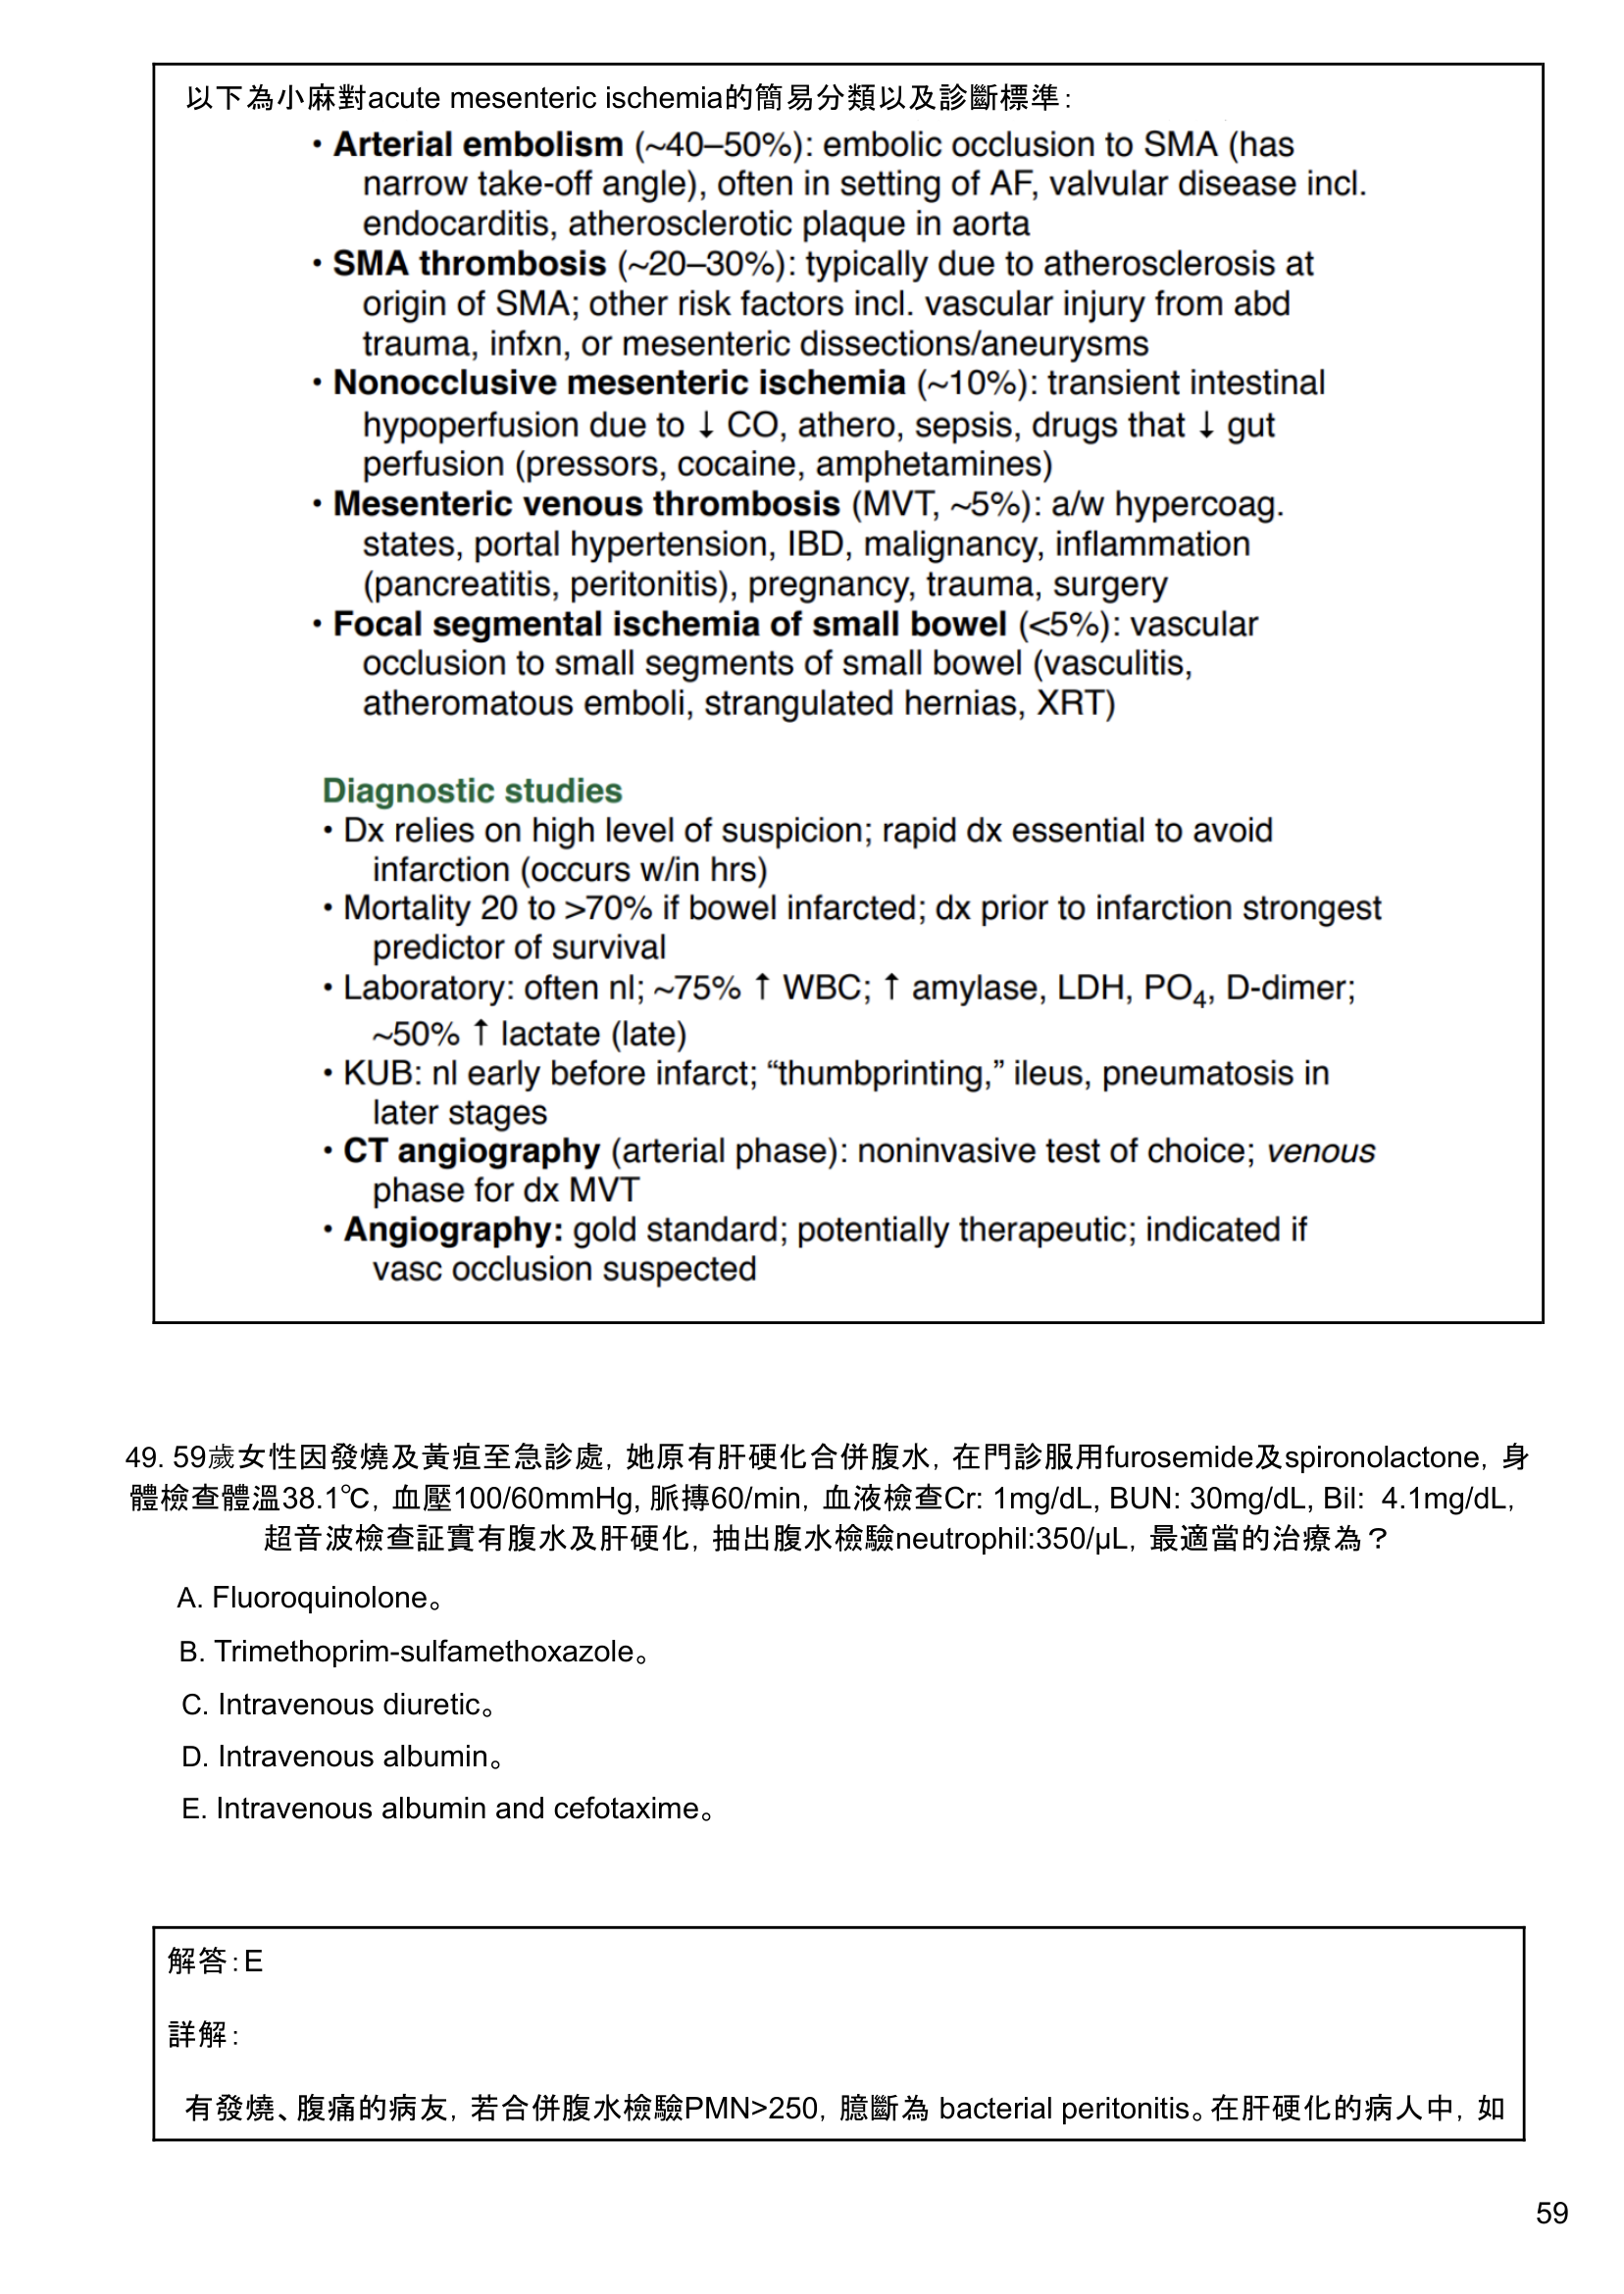 以下為小麻對acute mesenteric ischemia的簡易分類以及診斷標準：
• Arterial embolism (~40–50%): embolic occlusion to SMA (has
narrow take-off angle), often in setting of AF, valvular disease incl.
endocarditis, atherosclerotic plaque in aorta
• SMA thrombosis (~20–30%): typically due to atherosclerosis at
origin of SMA; other risk factors incl. vascular injury from abd
trauma, infxn, or mesenteric dissections/aneurysms
• Nonocclusive mesenteric ischemia (~10%): transient intestinal
hypoperfusion due to ↓ CO, athero, sepsis, drugs that ↓ gut
perfusion (pressors, cocaine, amphetamines)
• Mesenteric venous thrombosis (MVT, ~5%): a/w hypercoag.
states, portal hypertension, IBD, malignancy, inflammation
(pancreatitis, peritonitis), pregnancy, trauma, surgery
• Focal segmental ischemia of small bowel (<5%): vascular
occlusion to small segments of small bowel (vasculitis,
atheromatous emboli, strangulated hernias, XRT)
Diagnostic studies
• Dx relies on high level of suspicion; rapid dx essential to avoid
infarction (occurs w/in hrs)
• Mortality 20 to >70% if bowel infarcted; dx prior to infarction strongest
predictor of survival
• Laboratory: often nl; ~75% ↑ WBC; ↑ amylase, LDH, PO4, D-dimer;
~50% ↑ lactate (late)
• KUB: nl early before infarct; “thumbprinting,” ileus, pneumatosis in
later stages
• CT angiography (arterial phase): noninvasive test of choice; venous
phase for dx MVT
• Angiography: gold standard; potentially therapeutic; indicated if
vasc occlusion suspected
49. 59歲女性因發燒及黃疸至急診處，她原有肝硬化合併腹水，在門診服用furosemide及spironolactone，身
體檢查體溫38.1℃，血壓100/60mmHg, 脈搏60/min，血液檢查Cr: 1mg/dL, BUN: 30mg/dL, Bil:  4.1mg/dL,
超音波檢查証實有腹水及肝硬化，抽出腹水檢驗neutrophil:350/μL，最適當的治療為？
A. Fluoroquinolone。
B. Trimethoprim-sulfamethoxazole。
C. Intravenous diuretic。
D. Intravenous albumin。
E. Intravenous albumin and cefotaxime。
解答：E
詳解：
有發燒、腹痛的病友，若合併腹水檢驗PMN>250，臆斷為 bacterial peritonitis。在肝硬化的病人中，如
59